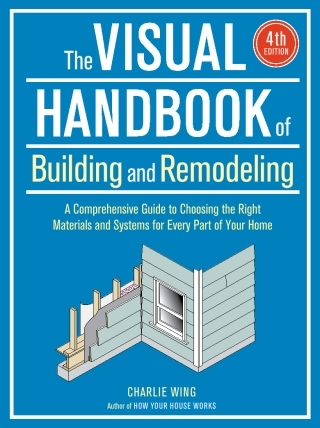 The VISUAL
4th
EDITION
HANDBOOK of
Building and Remodeling
A Comprehensive Guide to Choosing the Right
Materials and Systems for Every Part of Your Home
CHARLIE WING
Author of HOW YOUR HOUSE WORKS